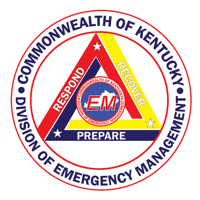 COMMONWEALTH OF KENTUCKY
DIVISION OF EMERGENCY MANAGEMENT
RESPOND
RECOVER
PREPARE
EM